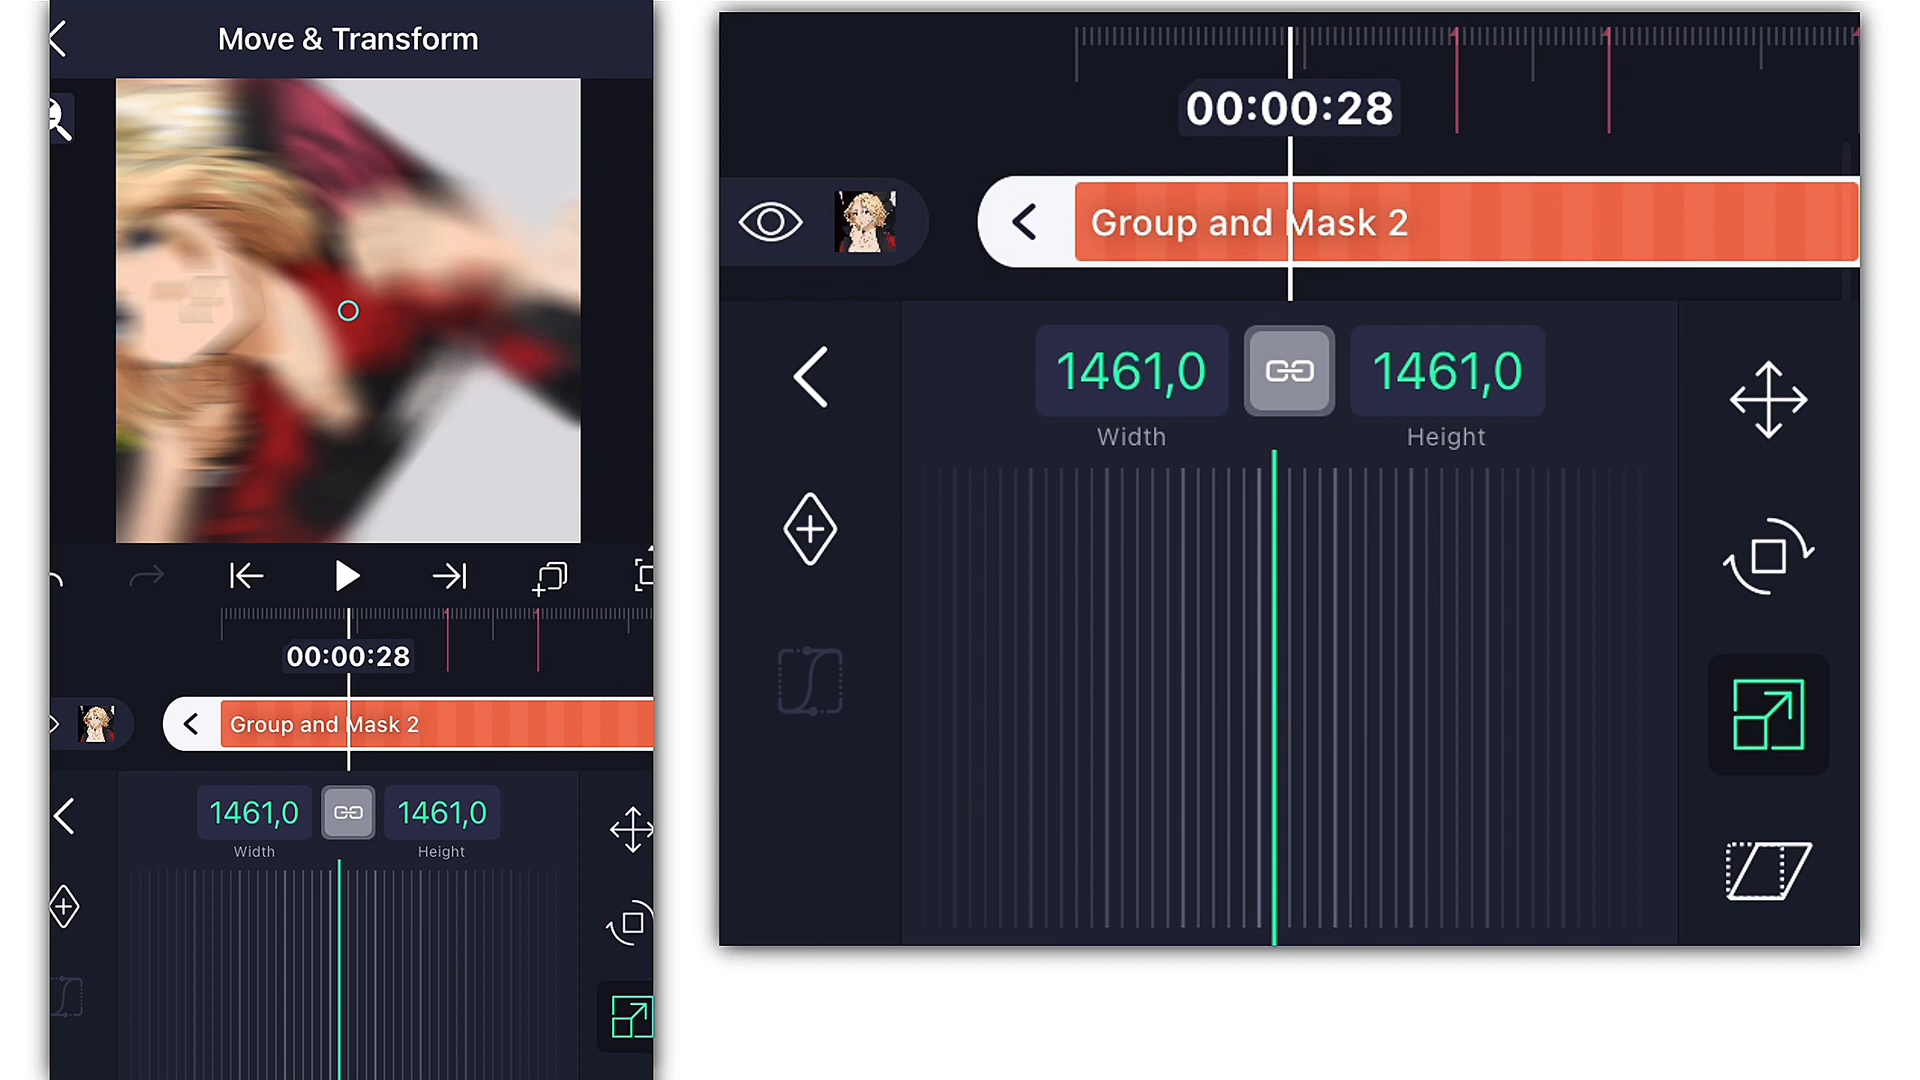 Move & Transform
00:00:28
Group and Mask 2
1461,0
1461,0
Width
Height
00:00:28
Group and Mask 2
1461,0
1461,0
Width
Height